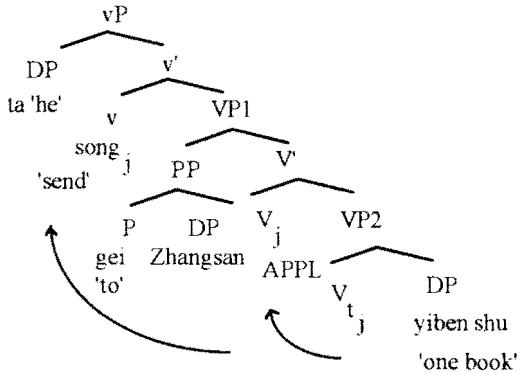 vP
DP v'
ta 'he' v VP1
song j PP V'
'send' P DP V j VP2
gei Zhangsan APPL V DP
'to' t j yiben shu
'one book'